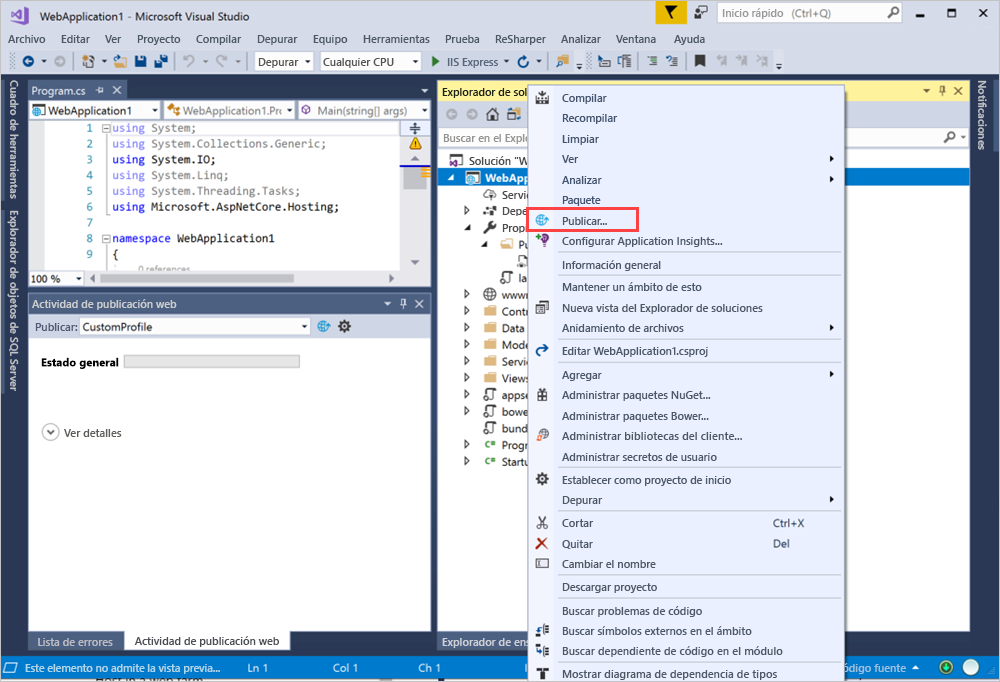 WebApplication1 - Microsoft Visual Studio
Inicio rápido (Ctrl+Q)
Archivo Editar Ver Proyecto Compilar Depurar Equipo Herramientas Prueba ReSharper Analizar Ventana Ayuda
Depurar Cualquier CPU IIS Express
Cuadro de herramientas
Explorador de objetos de SQL Server
Program.cs
WebApplication1 WebApplication1.Pr Main(string[] args)
1 using System;
2 using System.Collections.Generic;
3 using System.IO;
4 using System.Linq;
5 using System.Threading.Tasks;
6 using Microsoft.AspNetCore.Hosting;
7
8 namespace WebApplication1
9 {
0 references
100 %
Actividad de publicación web
Publicar: CustomProfile
Estado general
Ver detalles
Lista de errores Actividad de publicación web
Explorador de sol
Buscar en el Explo
Solución "W
WebApp
Servi
Depe
Prop
Pu
la
wwwr
Contr
Data
Mode
Servic
Views
appse
bowe
bund
Progr
Startu
Explorador de ens
Notificaciones
Compilar
Recompilar
Limpiar
Ver
Analizar
Paquete
Publicar...
Configurar Application Insights...
Información general
Mantener un ámbito de esto
Nueva vista del Explorador de soluciones
Anidamiento de archivos
Editar WebApplication1.csproj
Agregar
Administrar paquetes NuGet...
Administrar paquetes Bower...
Administrar bibliotecas del cliente...
Administrar secretos de usuario
Establecer como proyecto de inicio
Depurar
Cortar Ctrl+X
Quitar Del
Cambiar el nombre
Descargar proyecto
Buscar problemas de código
Buscar símbolos externos en el ámbito
Buscar dependiente de código en el módulo
Mostrar diagrama de dependencia de tipos
Este elemento no admite la vista previa... Ln 1 Col 1 Ch 1 ódigo fuente